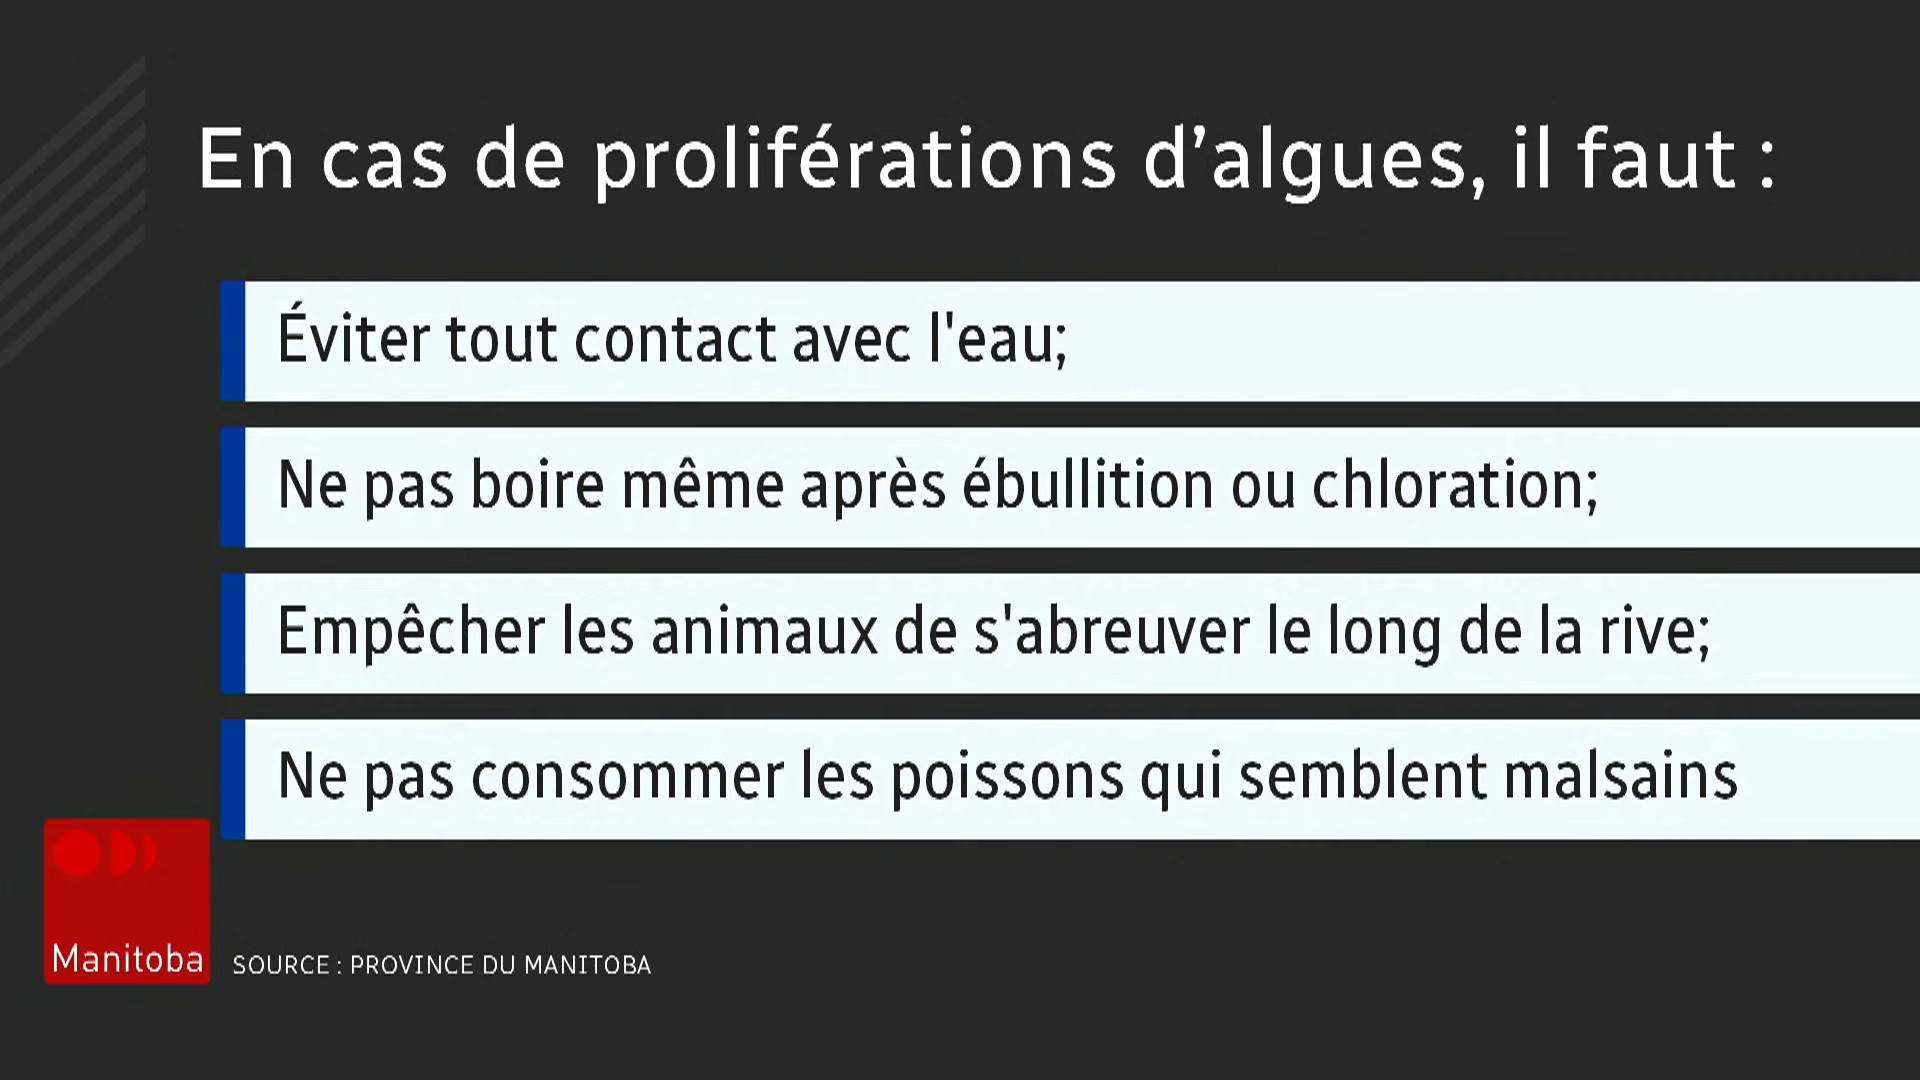 En cas de proliférations d’algues, il faut :
Éviter tout contact avec l'eau;
Ne pas boire même après ébullition ou chloration;
Empêcher les animaux de s'abreuver le long de la rive;
Ne pas consommer les poissons qui semblent malsains
Manitoba
SOURCE : PROVINCE DU MANITOBA